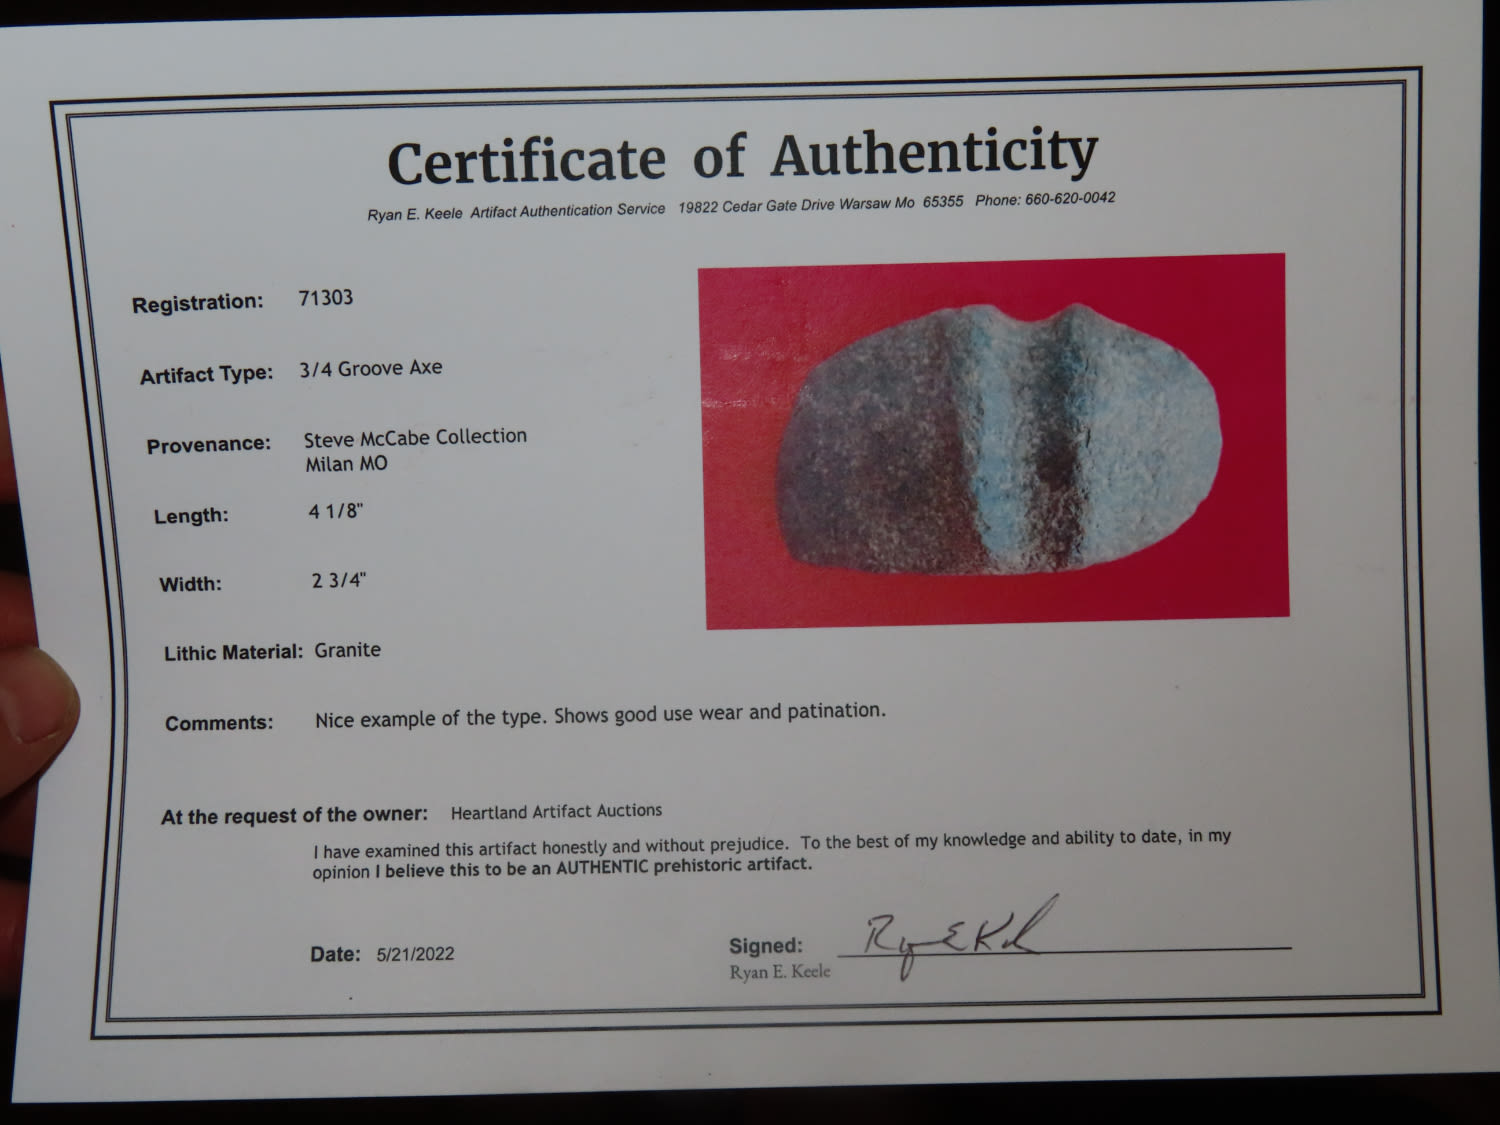 Certificate of Authenticity
Ryan E. Keele Artifact Authentication Service 19822 Cedar Gate Drive Warsaw Mo 65355 Phone: 660-620-0042
Registration: 71303
Artifact Type: 3/4 Groove Axe
Provenance: Steve McCabe Collection
Milan MO
Length: 4 1/8"
Width: 2 3/4"
Lithic Material: Granite
Comments: Nice example of the type. Shows good use wear and patination.
At the request of the owner: Heartland Artifact Auctions
I have examined this artifact honestly and without prejudice. To the best of my knowledge and ability to date, in my
opinion I believe this to be an AUTHENTIC prehistoric artifact.
Date: 5/21/2022
Signed: Ryan E Keele
Ryan E. Keele